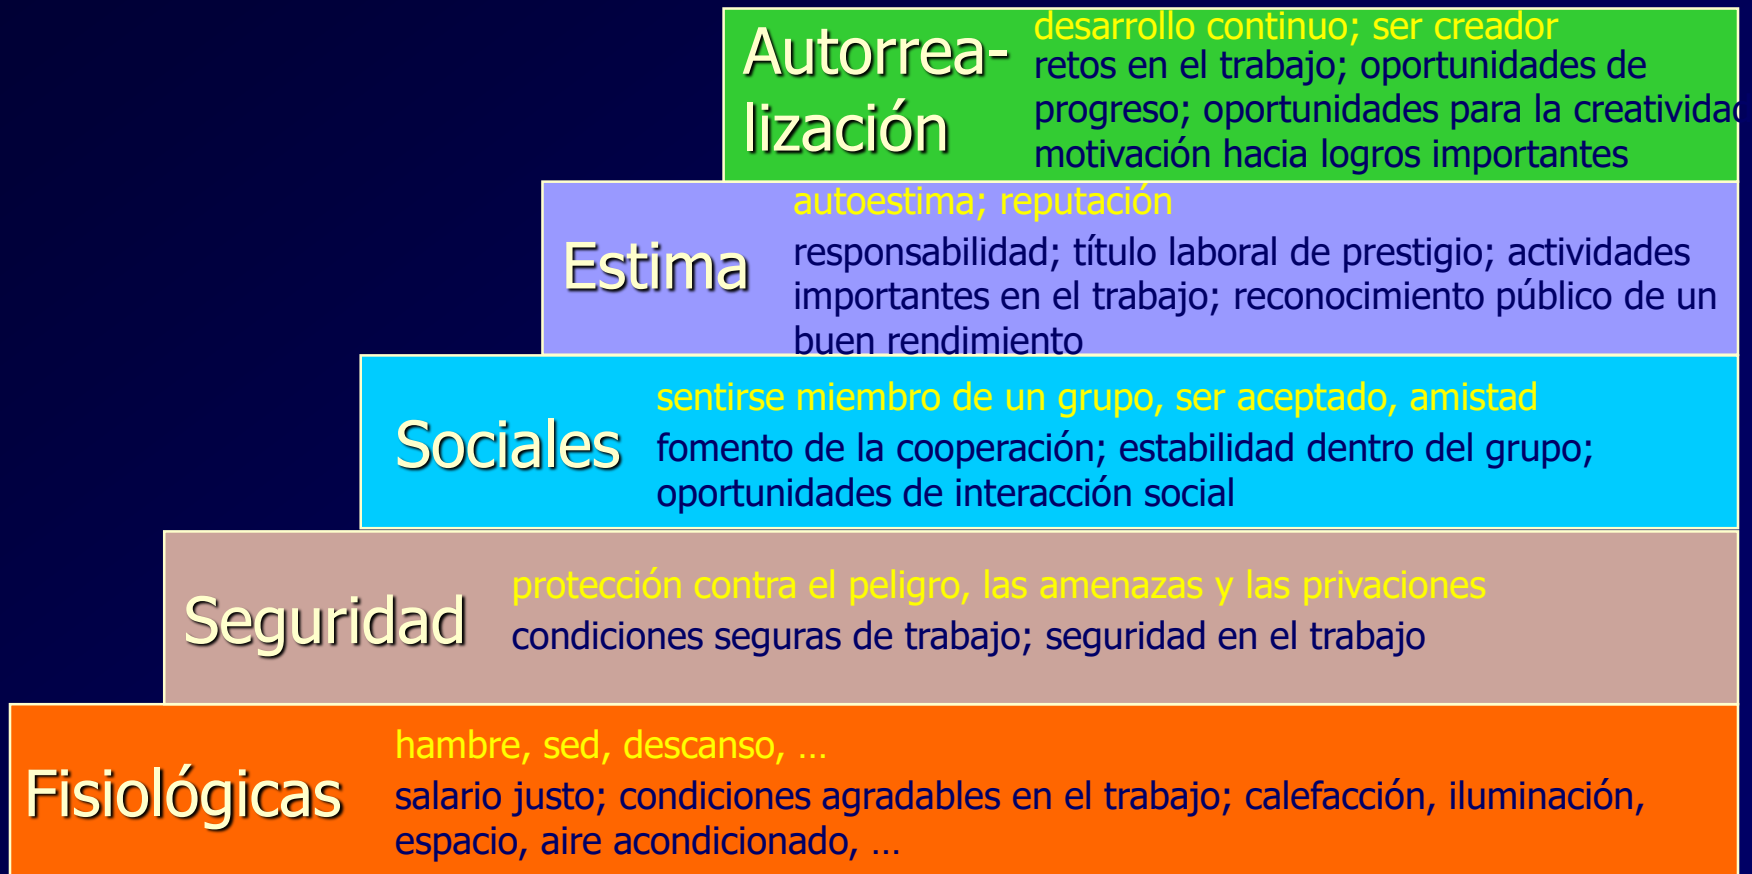 Autorrea-
lización
desarrollo continuo; ser creador
retos en el trabajo; oportunidades de
progreso; oportunidades para la creatividad
motivación hacia logros importantes
Estima
autoestima; reputación
responsabilidad; título laboral de prestigio; actividades
importantes en el trabajo; reconocimiento público de un
buen rendimiento
Sociales
sentirse miembro de un grupo, ser aceptado, amistad
fomento de la cooperación; estabilidad dentro del grupo;
oportunidades de interacción social
Seguridad
protección contra el peligro, las amenazas y las privaciones
condiciones seguras de trabajo; seguridad en el trabajo
Fisiológicas
hambre, sed, descanso, …
salario justo; condiciones agradables en el trabajo; calefacción, iluminación,
espacio, aire acondicionado, …